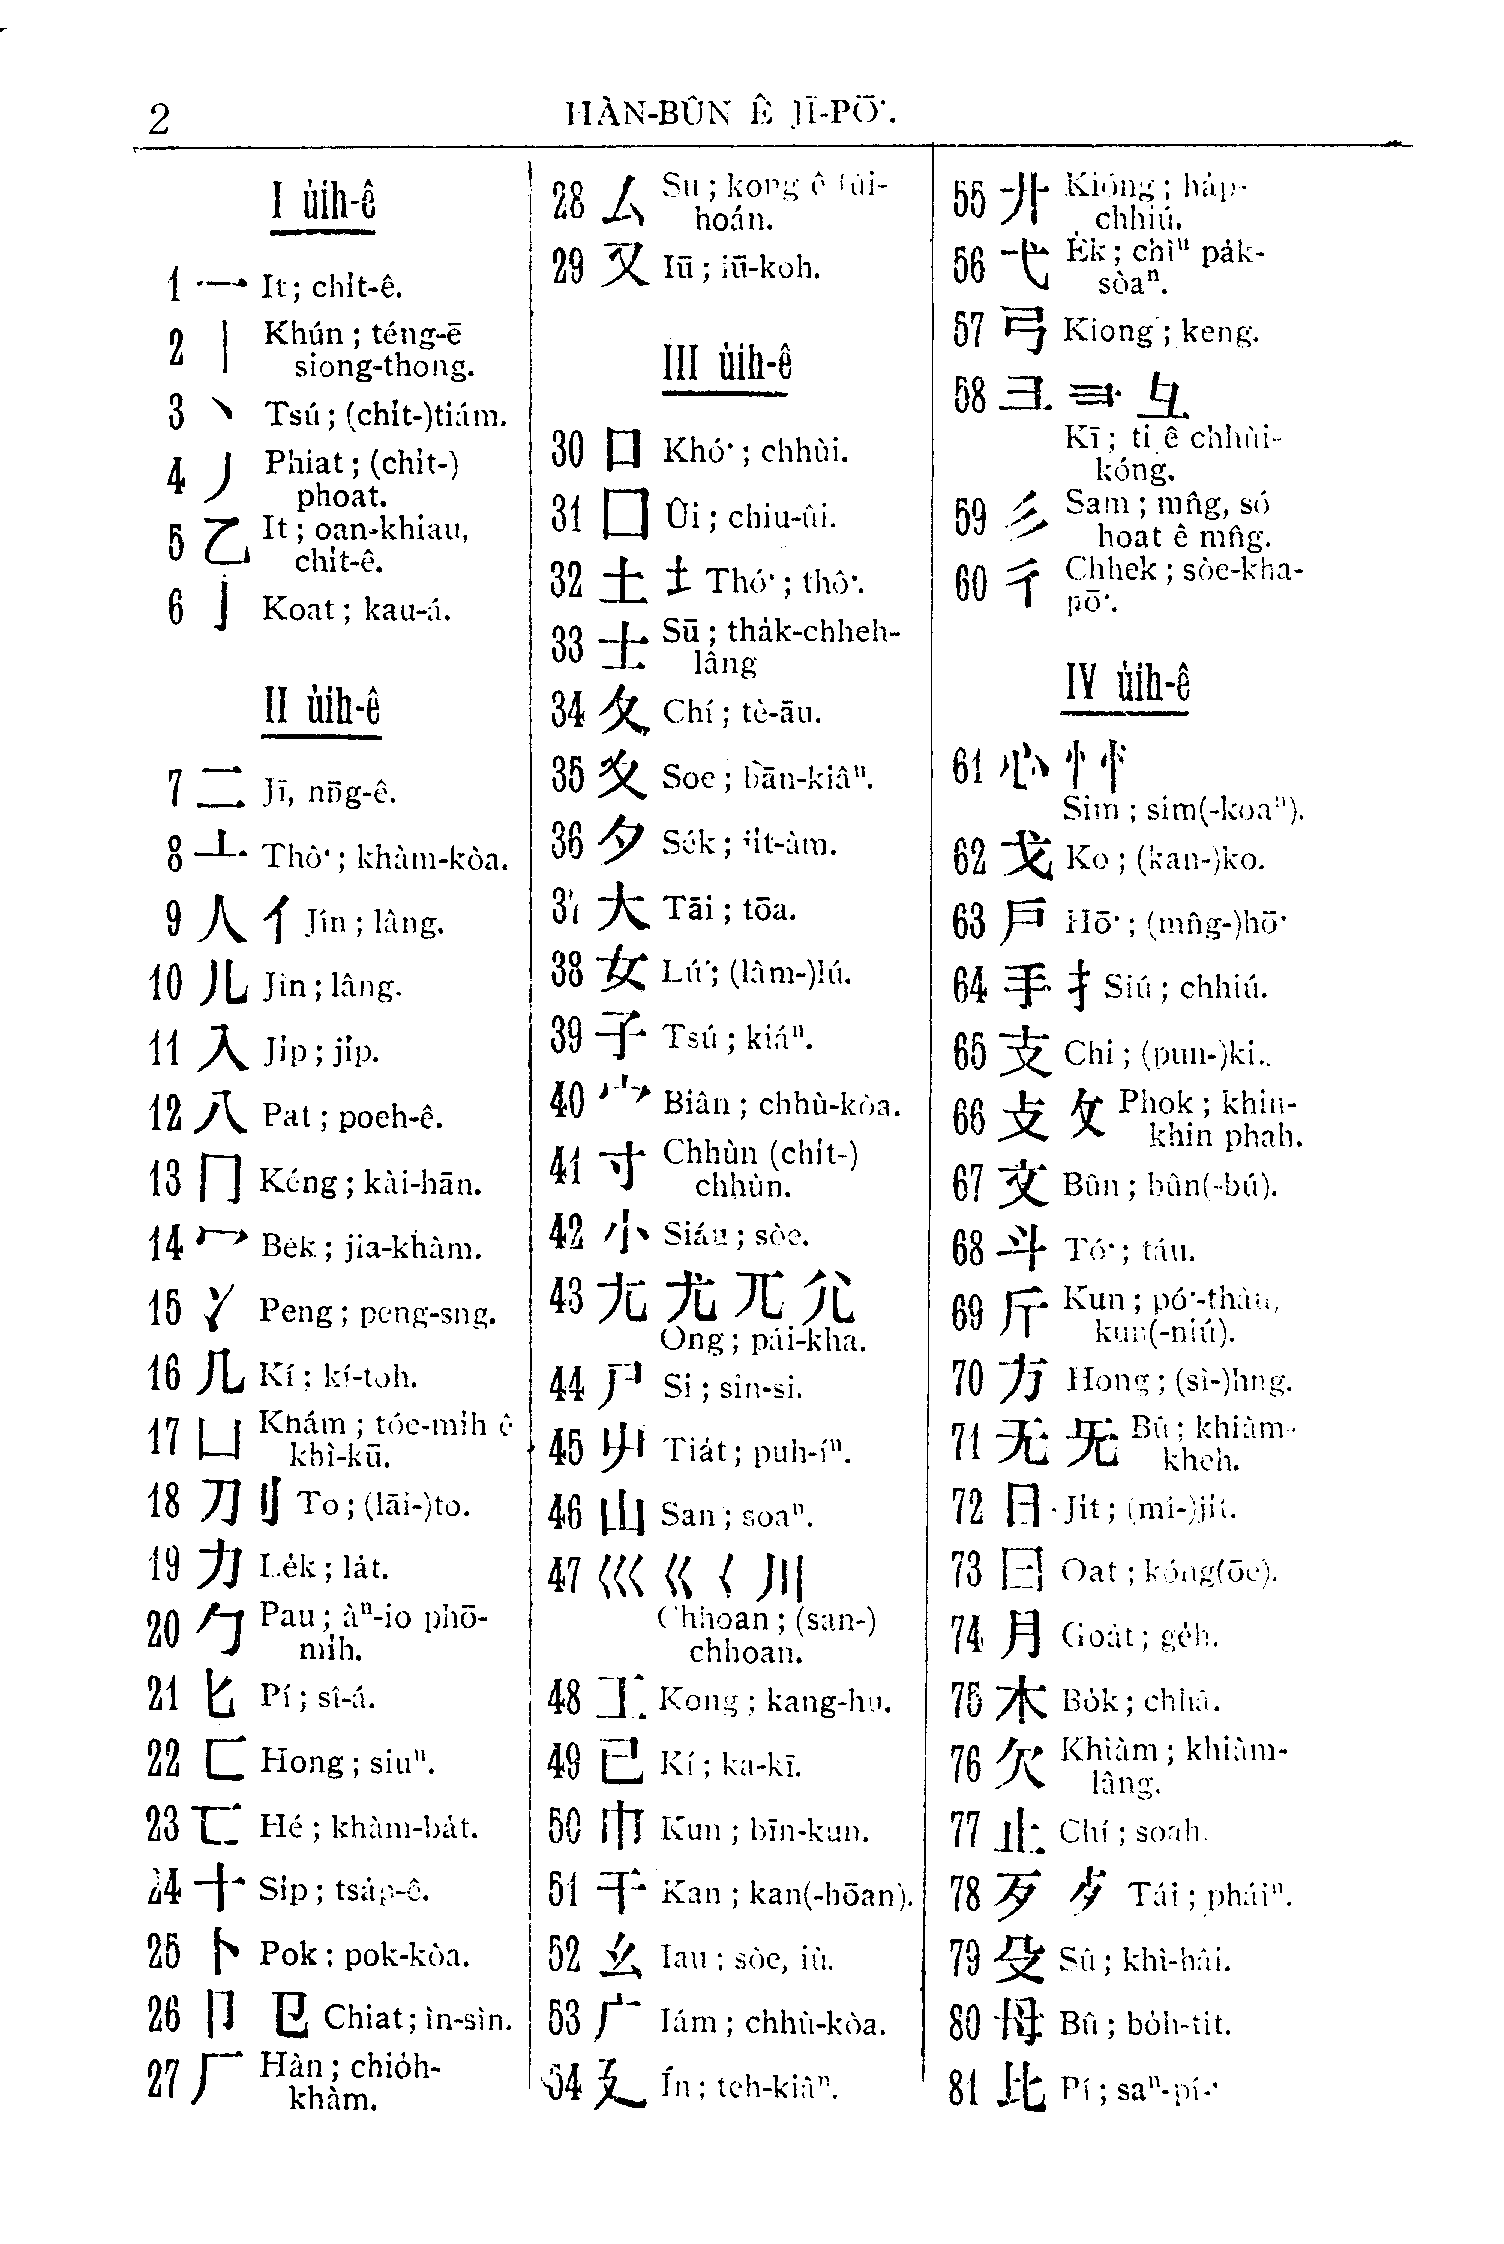 2
HÀN-BÛN Ê JĪ-PŌ͘.
I u̍ih-ê
1 一 It; chi̍t-ê.
2 丨 Khún; téng-ē
siong-thong.
3 丶 Tsú; (chi̍t-)tiám.
4 丿 Phiat; (chi̍t-)
phoat.
5 乙 It; oan-khiau,
chi̍t-ê.
6 亅 Koat; kau-á.
II u̍ih-ê
7 二 Jī, nn̄g-ê.
8 亠 Thô͘; khàm-kòa.
9 人 亻 Jîn; lâng.
10 儿 Jîn; lâng.
11 入 Ji̍p; ji̍p.
12 八 Pat; poeh-ê.
13 冂 Kéng; kài-hān.
14 冖 Be̍k; jia-khàm.
15 冫 Peng; peng-sng.
16 几 Kí; kí-toh.
17 凵 Khám; tóe-mi̍h ê
khì-kū.
18 刀 刂 To; (lāi-)to.
19 力 Le̍k; la̍t.
20 勹 Pau; àⁿ-io phō-
mi̍h.
21 匕 Pí; sî-á.
22 匚 Hong; siuⁿ.
23 匸 Hé; khàm-ba̍t.
24 十 Si̍p; tsa̍p-ê.
25 卜 Pok; pok-kòa.
26 卩 㔾 Chiat; ìn-sìn.
27 厂 Hàn; chio̍h-
khàm.
28 厶 Su; kong ê tùi-
hoán.
29 又 Iū; iū-koh.
III u̍ih-ê
30 口 Khó͘; chhùi.
31 囗 Ûi; chiu-ûi.
32 土 Thó͘; thô͘.
33 士 Sū; tha̍k-chheh-
lâng
34 夂 Chí; tè-āu.
35 夊 Soe; bān-kiâⁿ.
36 夕 Se̍k; ji̍t-àm.
37 大 Tāi; tōa.
38 女 Lú; (lâm-)lú.
39 子 Tsú; kiáⁿ.
40 宀 Biân; chhù-kòa.
41 寸 Chhùn (chi̍t-)
chhùn.
42 小 Siáu; sòe.
43 尢 尤 兀 尣
Ong; pái-kha.
44 尸 Si; sin-si.
45 屮 Tia̍t; puh-íⁿ.
46 山 San; soaⁿ.
47 巛 巜 く 川
Chhoan; (san-)
chhoan.
48 工 Kong; kang-hu.
49 已 Kí; ka-kī.
50 巾 Kun; bīn-kun.
51 干 Kan; kan(-hōan).
52 幺 Iau; sòe, iù.
53 广 Iám; chhù-kòa.
54 廴 Ín; teh-kiâⁿ.
55 廾 Kióng; ha̍p-
chhiú.
56 弋 E̍k; chìⁿ pa̍k-
sòaⁿ.
57 弓 Kiong; keng.
58 彐 彑
Kī; ti ê chhùi-
kóng.
59 彡 Sam; mn̂g, só
hoat ê mn̂g.
60 彳 Chhek; sòe-kha-
pō͘.
IV u̍ih-ê
61 心 忄 㣺
Sim; sim(-koaⁿ).
62 戈 Ko; (kan-)ko.
63 戶 Hō͘; (mn̂g-)hō͘
64 手 扌 Siú; chhiú.
65 支 Chi; (pun-)ki.
66 攴 攵 Phok; khin-
khin phah.
67 文 Bûn; bûn(-bú).
68 斗 Tó͘; táu.
69 斤 Kun; pó͘-thâu,
kun(-niú).
70 方 Hong; (sì-)hng.
71 无 旡 Bû; khiàm-
kheh.
72 日 Ji̍t; (mi-)ji̍t.
73 曰 Oat; kóng(ōe).
74 月 Goa̍t; ge̍h.
75 木 Bo̍k; chhâ.
76 欠 Khiàm; khiàm-
lâng.
77 止 Chí; soah.
78 歹 歺 Tái; pháiⁿ.
79 殳 Sû; khì-hâi.
80 母 Bû; bo̍h-tit.
81 比 Pí; saⁿ-pí